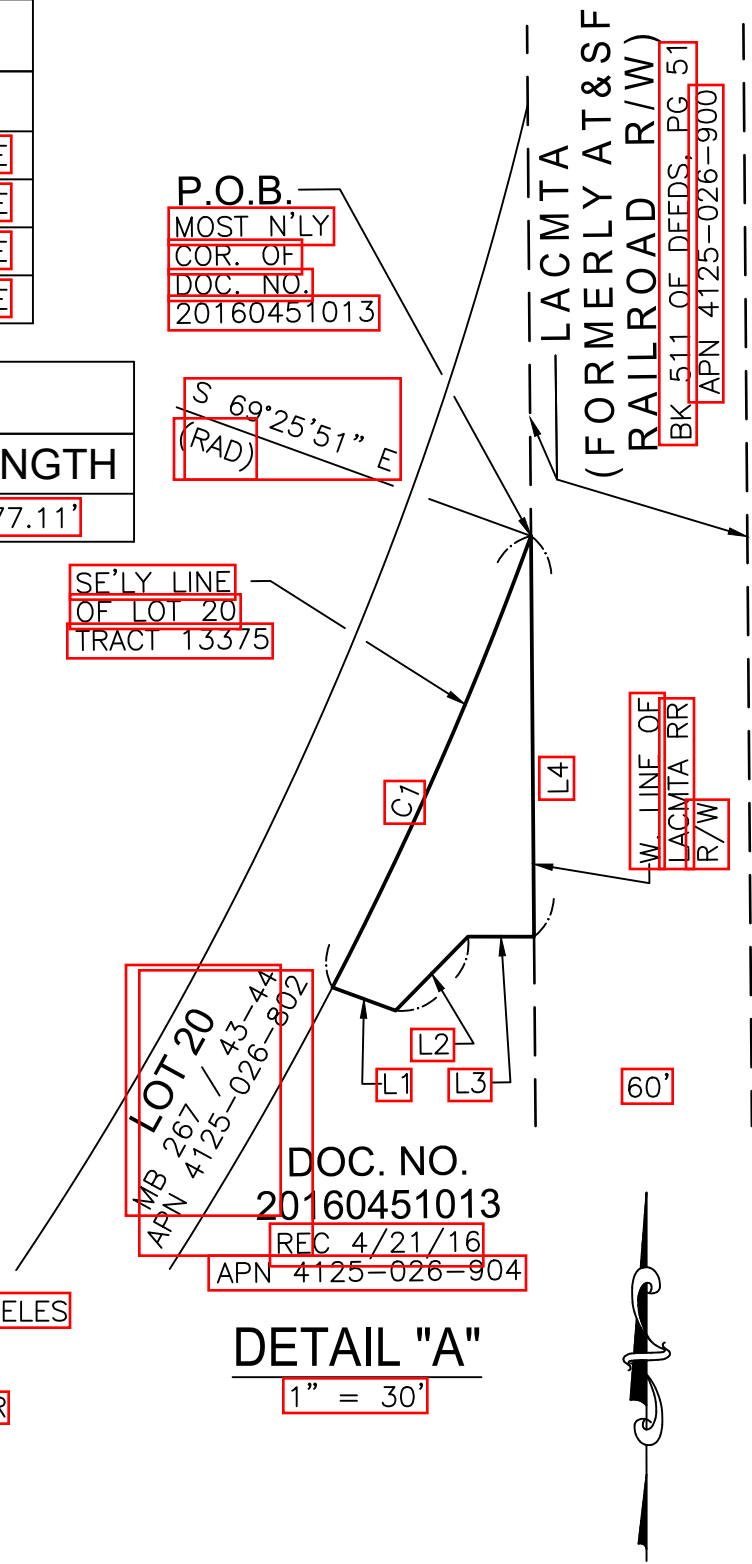 E
E
E
E
NGTH
77.11'
P.O.B.
MOST N'LY
COR. OF
DOC. NO.
20160451013
S 69°25'51" E
(RAD)
LACMTA
(FORMERLY AT&SF
RAILROAD R/W)
BK 511 OF DEEDS, PG 51
APN 4125-026-900
SE'LY LINE
OF LOT 20
TRACT 13375
C1
L4
W. LINE OF
LACMTA RR
R/W
LOT 20
MB 267 / 43-44
APN 4125-026-802
L2
L1
L3
60'
DOC. NO.
20160451013
REC 4/21/16
APN 4125-026-904
ELES
R
DETAIL "A"
1" = 30'